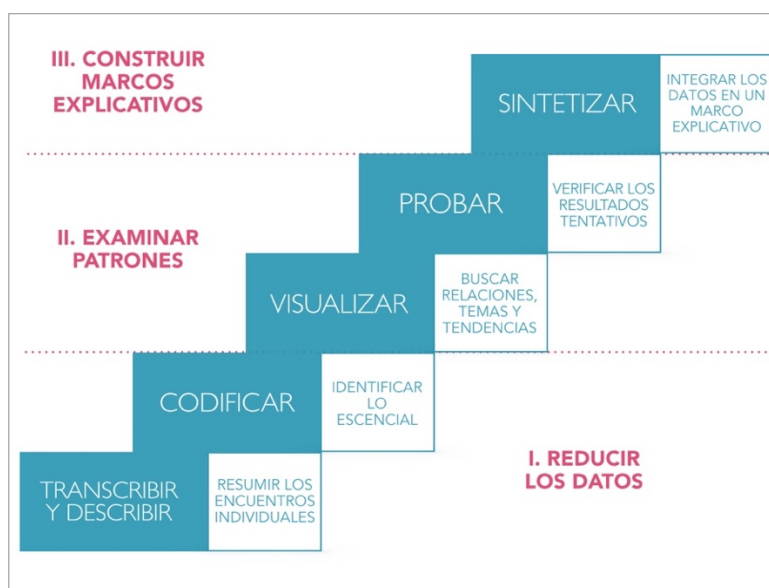 III. CONSTRUIR
MARCOS
EXPLICATIVOS
SINTETIZAR
INTEGRAR LOS
DATOS EN UN
MARCO
EXPLICATIVO
II. EXAMINAR
PATRONES
PROBAR
VERIFICAR LOS
RESULTADOS
TENTATIVOS
VISUALIZAR
BUSCAR
RELACIONES,
TEMAS Y
TENDENCIAS
CODIFICAR
IDENTIFICAR
LO
ESCENCIAL
I. REDUCIR
LOS DATOS
TRANSCRIBIR
Y DESCRIBIR
RESUMIR LOS
ENCUENTROS
INDIVIDUALES